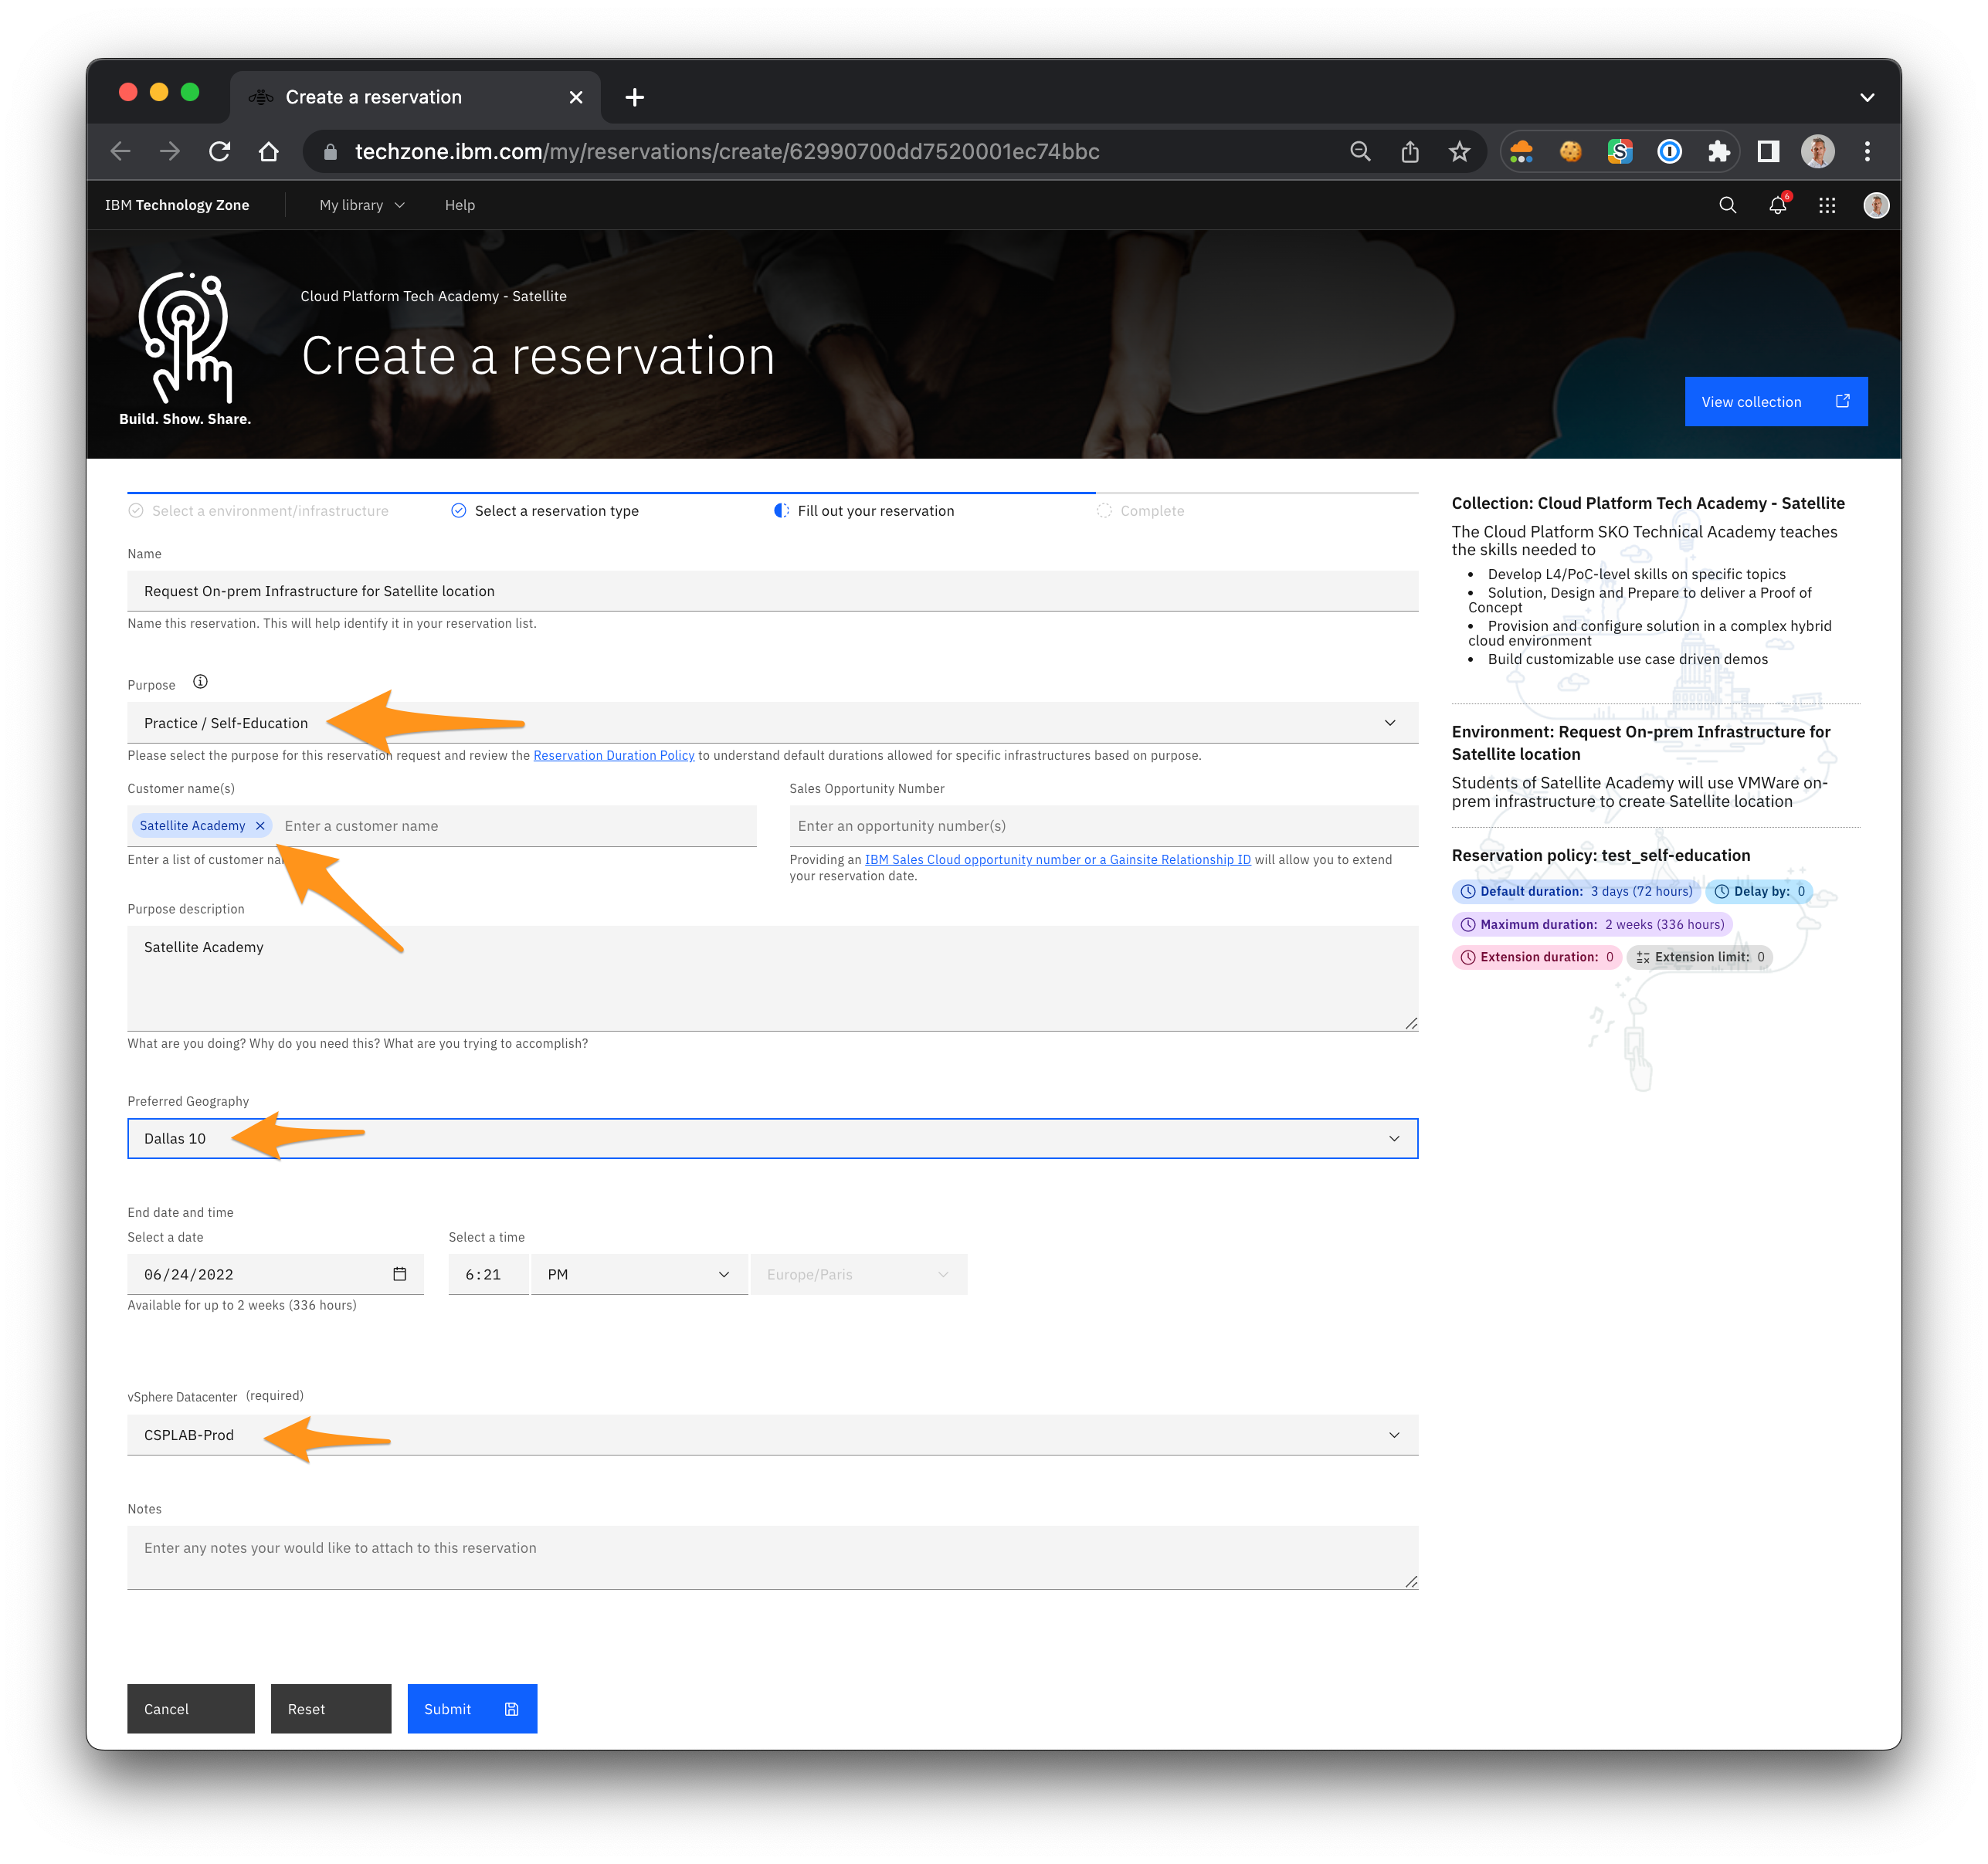 Create a reservation
techzone.ibm.com/my/reservations/create/62990700dd7520001ec74bbc
IBM Technology Zone
My library
Help
6
Cloud Platform Tech Academy - Satellite
Create a reservation
Build. Show. Share.
View collection
Select a environment/infrastructure
Select a reservation type
Fill out your reservation
Complete
Name
Request On-prem Infrastructure for Satellite location
Name this reservation. This will help identify it in your reservation list.
Purpose
Practice / Self-Education
Please select the purpose for this reservation request and review the Reservation Duration Policy to understand default durations allowed for specific infrastructures based on purpose.
Customer name(s)
Satellite Academy
Enter a customer name
Enter a list of customer
Sales Opportunity Number
Enter an opportunity number(s)
Providing an IBM Sales Cloud opportunity number or a Gainsite Relationship ID will allow you to extend
your reservation date.
Purpose description
Satellite Academy
What are you doing? Why do you need this? What are you trying to accomplish?
Preferred Geography
Dallas 10
End date and time
Select a date
Select a time
06/24/2022
6:21
PM
Europe/Paris
Available for up to 2 weeks (336 hours)
vSphere Datacenter (required)
CSPLAB-Prod
Notes
Enter any notes your would like to attach to this reservation
Cancel
Reset
Submit
Collection: Cloud Platform Tech Academy - Satellite
The Cloud Platform SKO Technical Academy teaches
the skills needed to
• Develop L4/PoC-level skills on specific topics
• Solution, Design and Prepare to deliver a Proof of
Concept
• Provision and configure solution in a complex hybrid
cloud environment
• Build customizable use case driven demos
Environment: Request On-prem Infrastructure for
Satellite location
Students of Satellite Academy will use VMWare on-
prem infrastructure to create Satellite location
Reservation policy: test_self-education
Default duration: 3 days (72 hours)
Delay by: 0
Maximum duration: 2 weeks (336 hours)
Extension duration: 0
Extension limit: 0